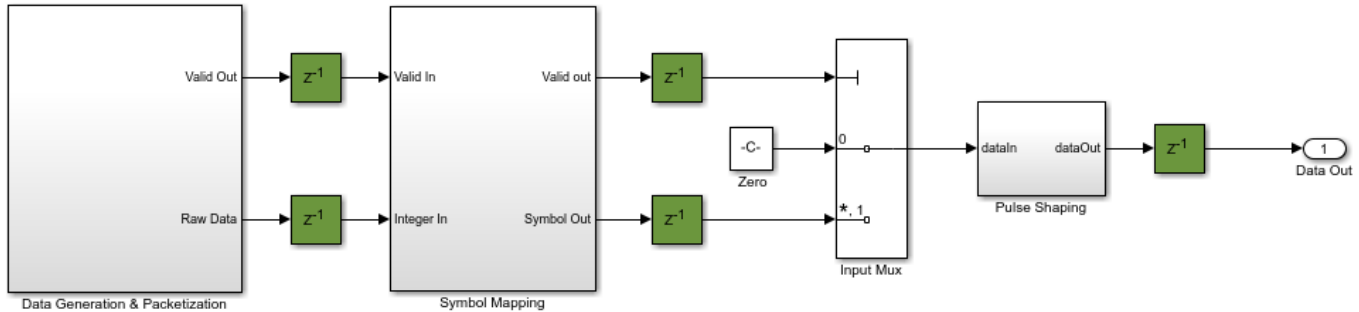 Valid Out
z-1
Valid In
Valid out
z-1
0
-C-
dataIn
dataOut
z-1
1
Zero
Data Out
Raw Data
z-1
Integer In
Symbol Out
z-1
*, 1
Pulse Shaping
Input Mux
Data Generation & Packetization
Symbol Mapping